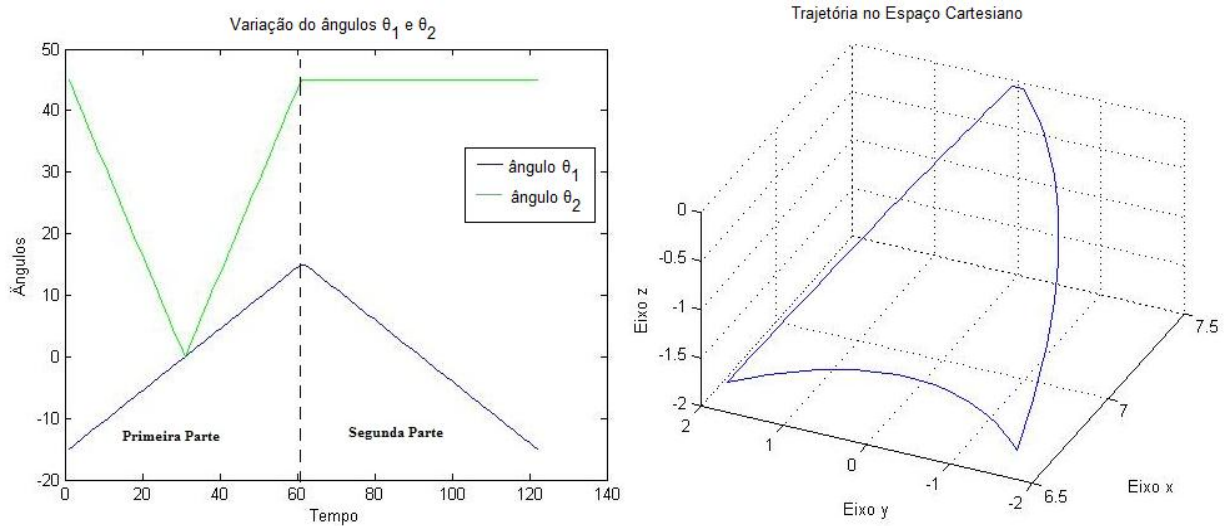 Variação do ângulos θ1 e θ2
50
40
30
20
10
0
-10
-20
Ângulos
ângulo θ1
ângulo θ2
Primeira Parte
Segunda Parte
0 20 40 60 80 100 120 140
Tempo
Trajetória no Espaço Cartesiano
0
-0.5
-1
-1.5
-2
Eixo z
2 1 0 -1 -2
Eixo y
6.5
7
7.5
Eixo x